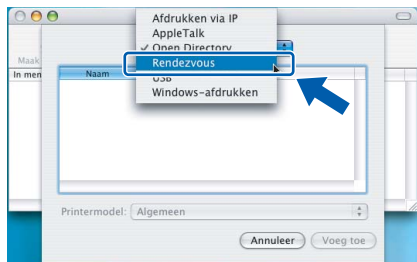 Afdrukken via IP
AppleTalk
✓ Open Directory
Rendezvous
USB
Windows-afdrukken
Maak
In men
Naam
Printermodel: Algemeen
Annuleer Voeg toe